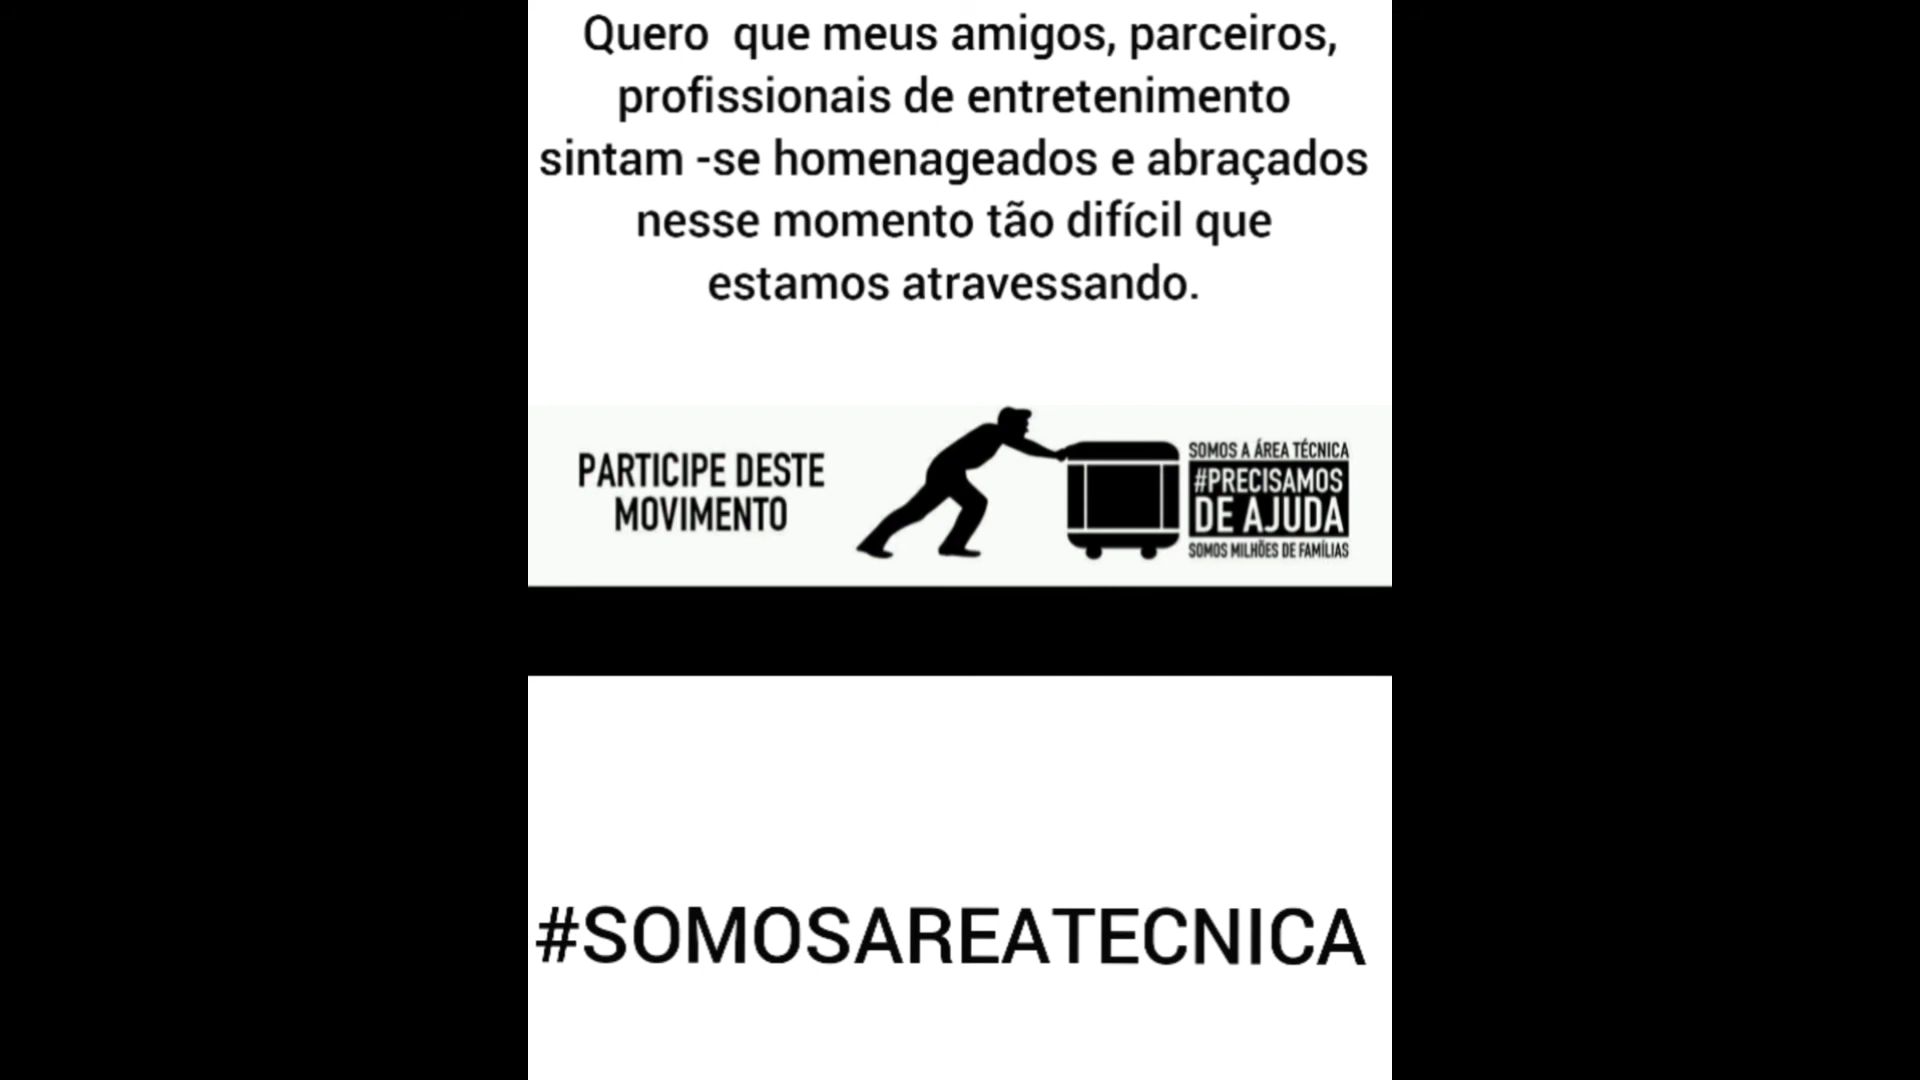 Quero  que meus amigos, parceiros,
profissionais de entretenimento
sintam -se homenageados e abraçados
nesse momento tão difícil que
estamos atravessando.
PARTICIPE DESTE
MOVIMENTO
SOMOS A ÁREA TÉCNICA
#PRECISAMOS
DE AJUDA
SOMOS MILHÕES DE FAMÍLIAS
#SOMOSAREATECNICA